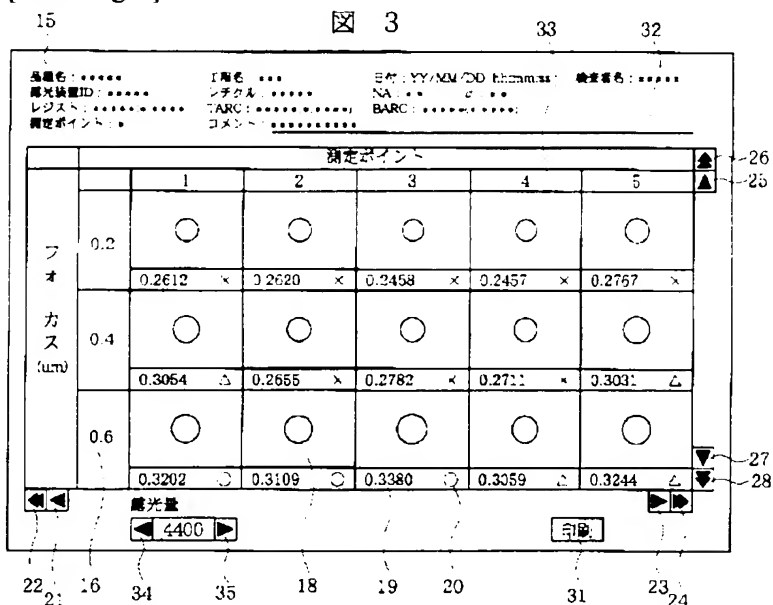 図 3
15 33 32
品種名：••••• 工程名 ••• 日付：YY/MM/DD hh:mm:ss 検査者名：•••••
露光装置ID：••••• レチクル：••••• NA：•• σ：••
レジスト： TARC： BARC：
測定ポイント：• コメント：••••••••••
測定ポイント 26
1 2 3 4 5 25
フォーカス (um)
0.2
0.2612 × 0.2620 × 0.2458 × 0.2457 × 0.2767 ×
0.4
0.3054 △ 0.2655 × 0.2782 × 0.2711 × 0.3031 △
0.6
0.3202 ○ 0.3109 ○ 0.3380 ○ 0.3059 △ 0.3244 △
27
28
露光量
4400 印刷
22 21 16 34 35 18 19 20 31 23 24